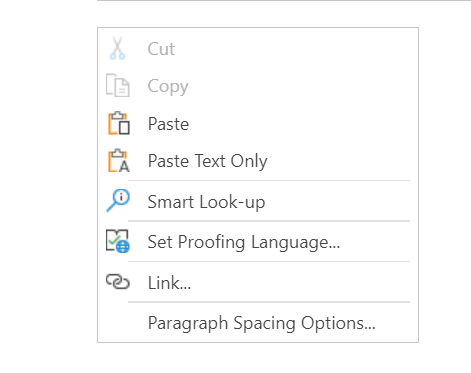 Cut
Copy
Paste
Paste Text Only
Smart Look-up
Set Proofing Language...
Link...
Paragraph Spacing Options...